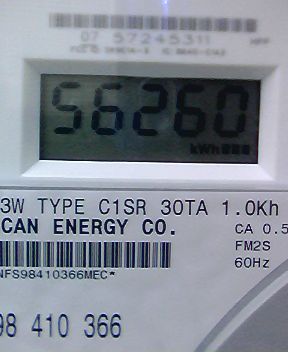 07 57245311
56260
kWh
3W TYPE C1SR 30TA 1.0Kh
CAN ENERGY CO.
CA 0.5
FM2S
60Hz
NFS98410366MEC*
98 410 366